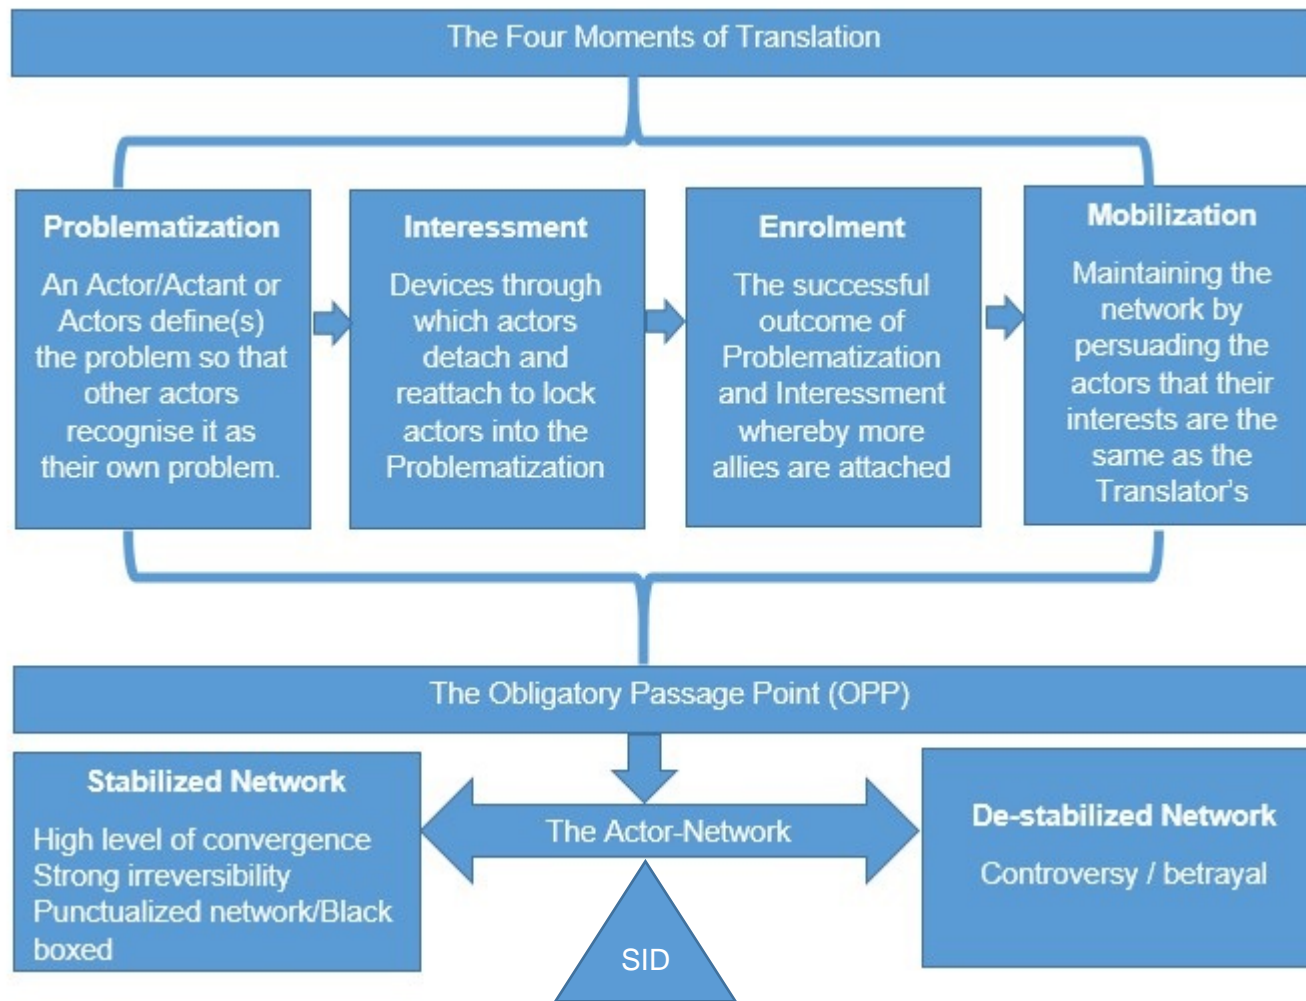 The Four Moments of Translation
Problematization
An Actor/Actant or
Actors define(s)
the problem so that
other actors
recognise it as
their own problem.
Interessment
Devices through
which actors
detach and
reattach to lock
actors into the
Problematization
Enrolment
The successful
outcome of
Problematization
and Interessment
whereby more
allies are attached
Mobilization
Maintaining the
network by
persuading the
actors that their
interests are the
same as the
Translator's
The Obligatory Passage Point (OPP)
Stabilized Network
High level of convergence
Strong irreversibility
Punctualized network/Black
boxed
The Actor-Network
De-stabilized Network
Controversy / betrayal
SID